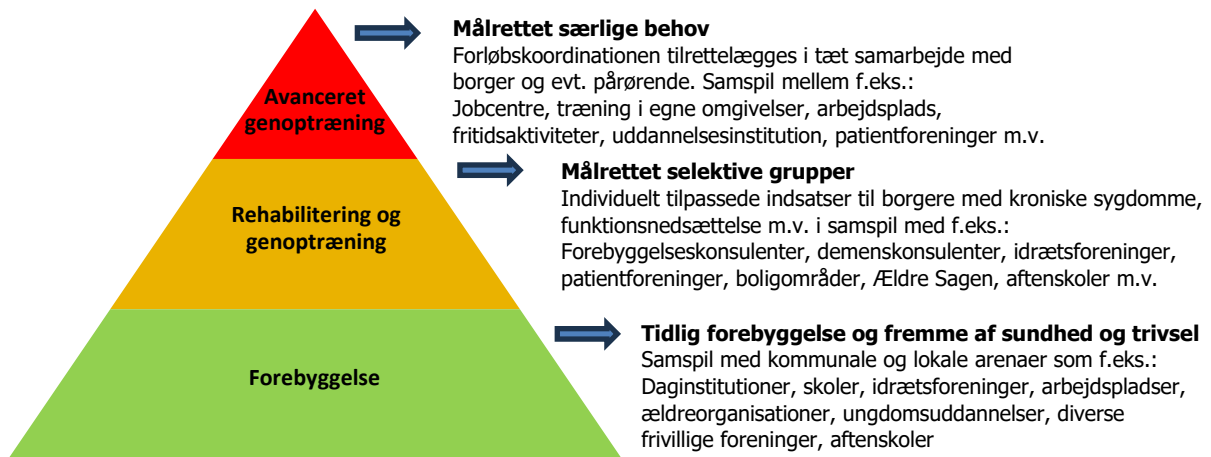 Avanceret
genoptræning
Målrettet særlige behov
Forløbskoordinationen tilrettelægges i tæt samarbejde med
borger og evt. pårørende. Samspil mellem f.eks.:
Jobcentre, træning i egne omgivelser, arbejdsplads,
fritidsaktiviteter, uddannelsesinstitution, patientforeninger m.v.
Rehabilitering og
genoptræning
Målrettet selektive grupper
Individuelt tilpassede indsatser til borgere med kroniske sygdomme,
funktionsnedsættelse m.v. i samspil med f.eks.:
Forebyggelseskonsulenter, demenskonsulenter, idrætsforeninger,
patientforeninger, boligområder, Ældre Sagen, aftenskoler m.v.
Forebyggelse
Tidlig forebyggelse og fremme af sundhed og trivsel
Samspil med kommunale og lokale arenaer som f.eks.:
Daginstitutioner, skoler, idrætsforeninger, arbejdspladser,
ældreorganisationer, ungdomsuddannelser, diverse
frivillige foreninger, aftenskoler